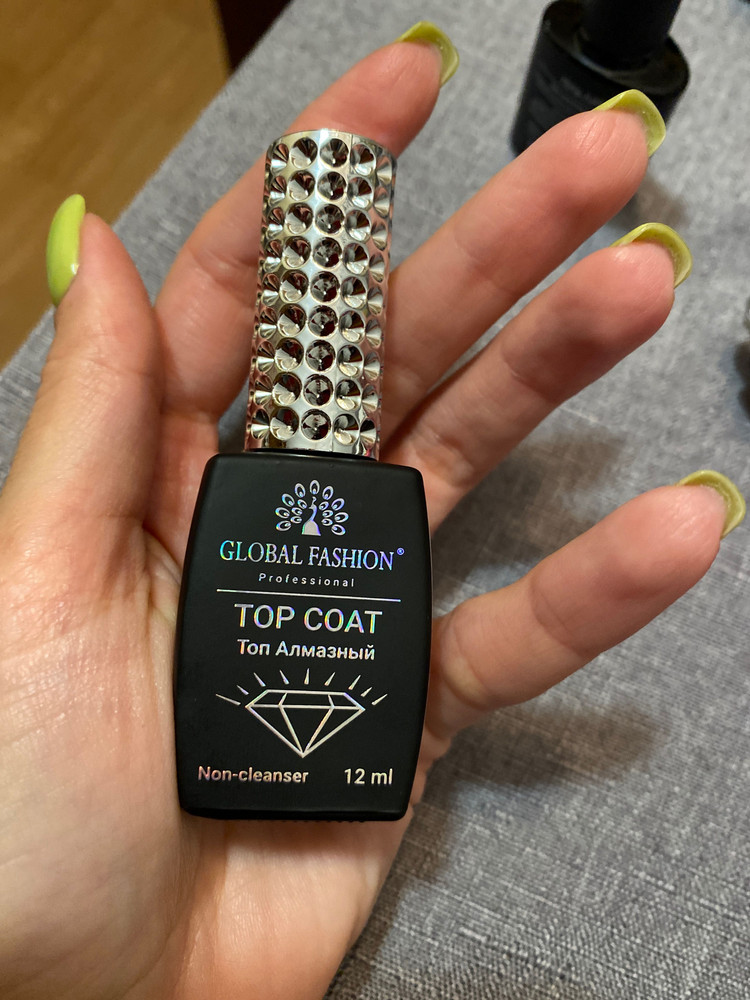 GLOBAL FASHION®
Professional
TOP COAT
Топ Алмазный
Non-cleanser 12 ml